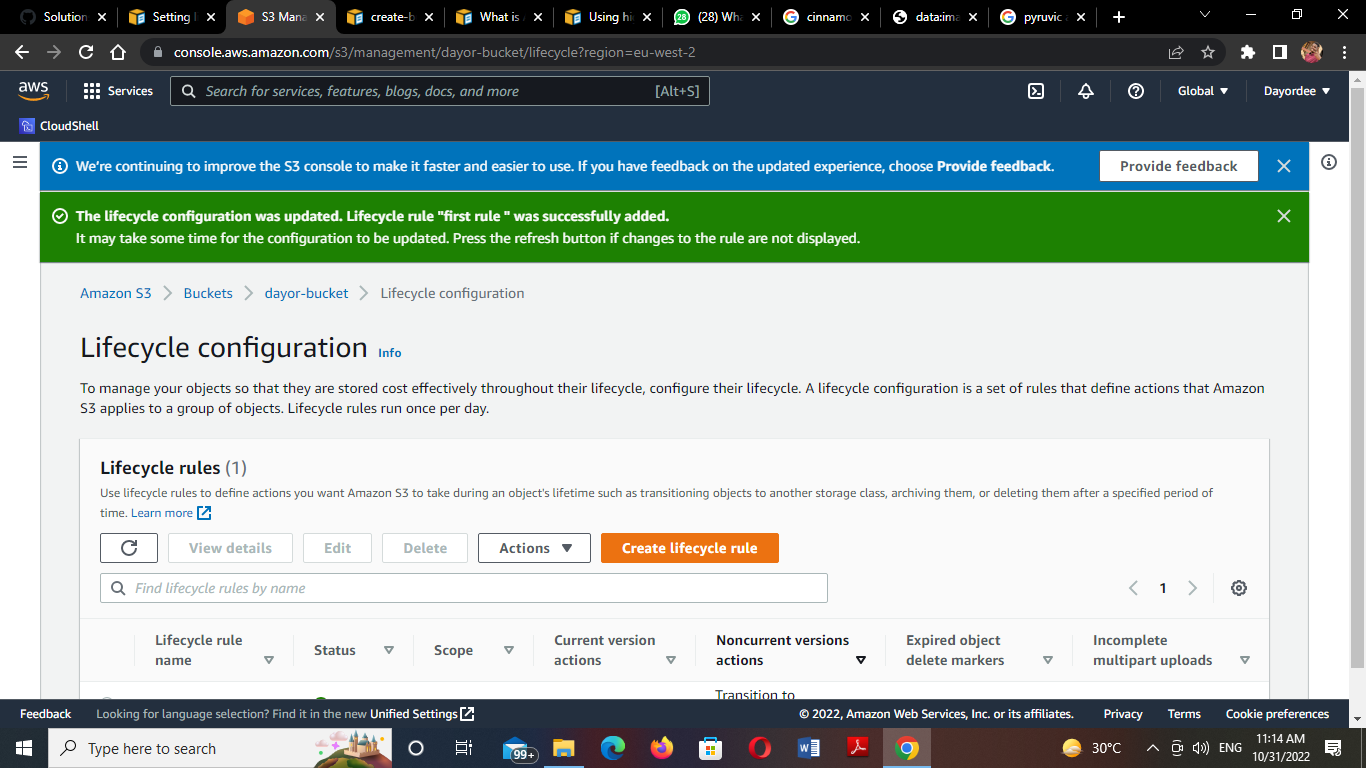 Solution
Setting l
S3 Mana
create-b
What is
Using hi
(28) Wha
cinnamo
data:ima
pyruvic a
console.aws.amazon.com/s3/management/dayor-bucket/lifecycle?region=eu-west-2
aws
Services
Search for services, features, blogs, docs, and more
[Alt+S]
Global
Dayordee
CloudShell
We're continuing to improve the S3 console to make it faster and easier to use. If you have feedback on the updated experience, choose Provide feedback.
Provide feedback
The lifecycle configuration was updated. Lifecycle rule "first rule " was successfully added.
It may take some time for the configuration to be updated. Press the refresh button if changes to the rule are not displayed.
Amazon S3
Buckets
dayor-bucket
Lifecycle configuration
Lifecycle configuration Info
To manage your objects so that they are stored cost effectively throughout their lifecycle, configure their lifecycle. A lifecycle configuration is a set of rules that define actions that Amazon
S3 applies to a group of objects. Lifecycle rules run once per day.
Lifecycle rules (1)
Use lifecycle rules to define actions you want Amazon S3 to take during an object's lifetime such as transitioning objects to another storage class, archiving them, or deleting them after a specified period of
time. Learn more
View details
Edit
Delete
Actions
Create lifecycle rule
Find lifecycle rules by name
1
Lifecycle rule
name
Status
Scope
Current version
actions
Noncurrent versions
actions
Expired object
delete markers
Incomplete
multipart uploads
Transition to
Feedback
Looking for language selection? Find it in the new Unified Settings
© 2022, Amazon Web Services, Inc. or its affiliates.
Privacy
Terms
Cookie preferences
Type here to search
99+
30°C
ENG
11:14 AM
10/31/2022